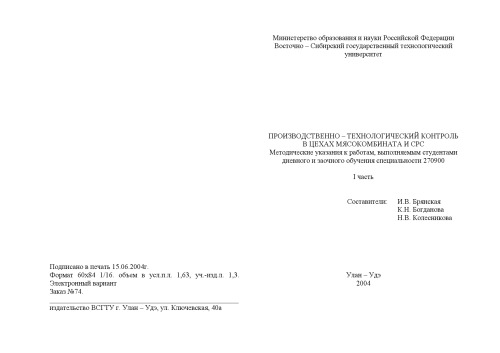 Министерство образования и науки Российской Федерации
Восточно – Сибирский государственный технологический
университет
ПРОИЗВОДСТВЕННО – ТЕХНОЛОГИЧЕСКИЙ КОНТРОЛЬ
В ЦЕХАХ МЯСОКОМБИНАТА И СРС
Методические указания к работам, выполняемым студентами
дневного и заочного обучения специальности 270900
I часть
Составители: И.В. Брянская
К.Н. Богданова
Н.В. Колесникова
Улан – Удэ
2004
Подписано в печать 15.06.2004г.
Формат 60х84 1/16. объем в усл.п.л. 1,63, уч.-изд.л. 1,3.
Электронный вариант
Заказ №74.
издательство ВСГТУ г. Улан – Удэ, ул. Ключевская, 40а